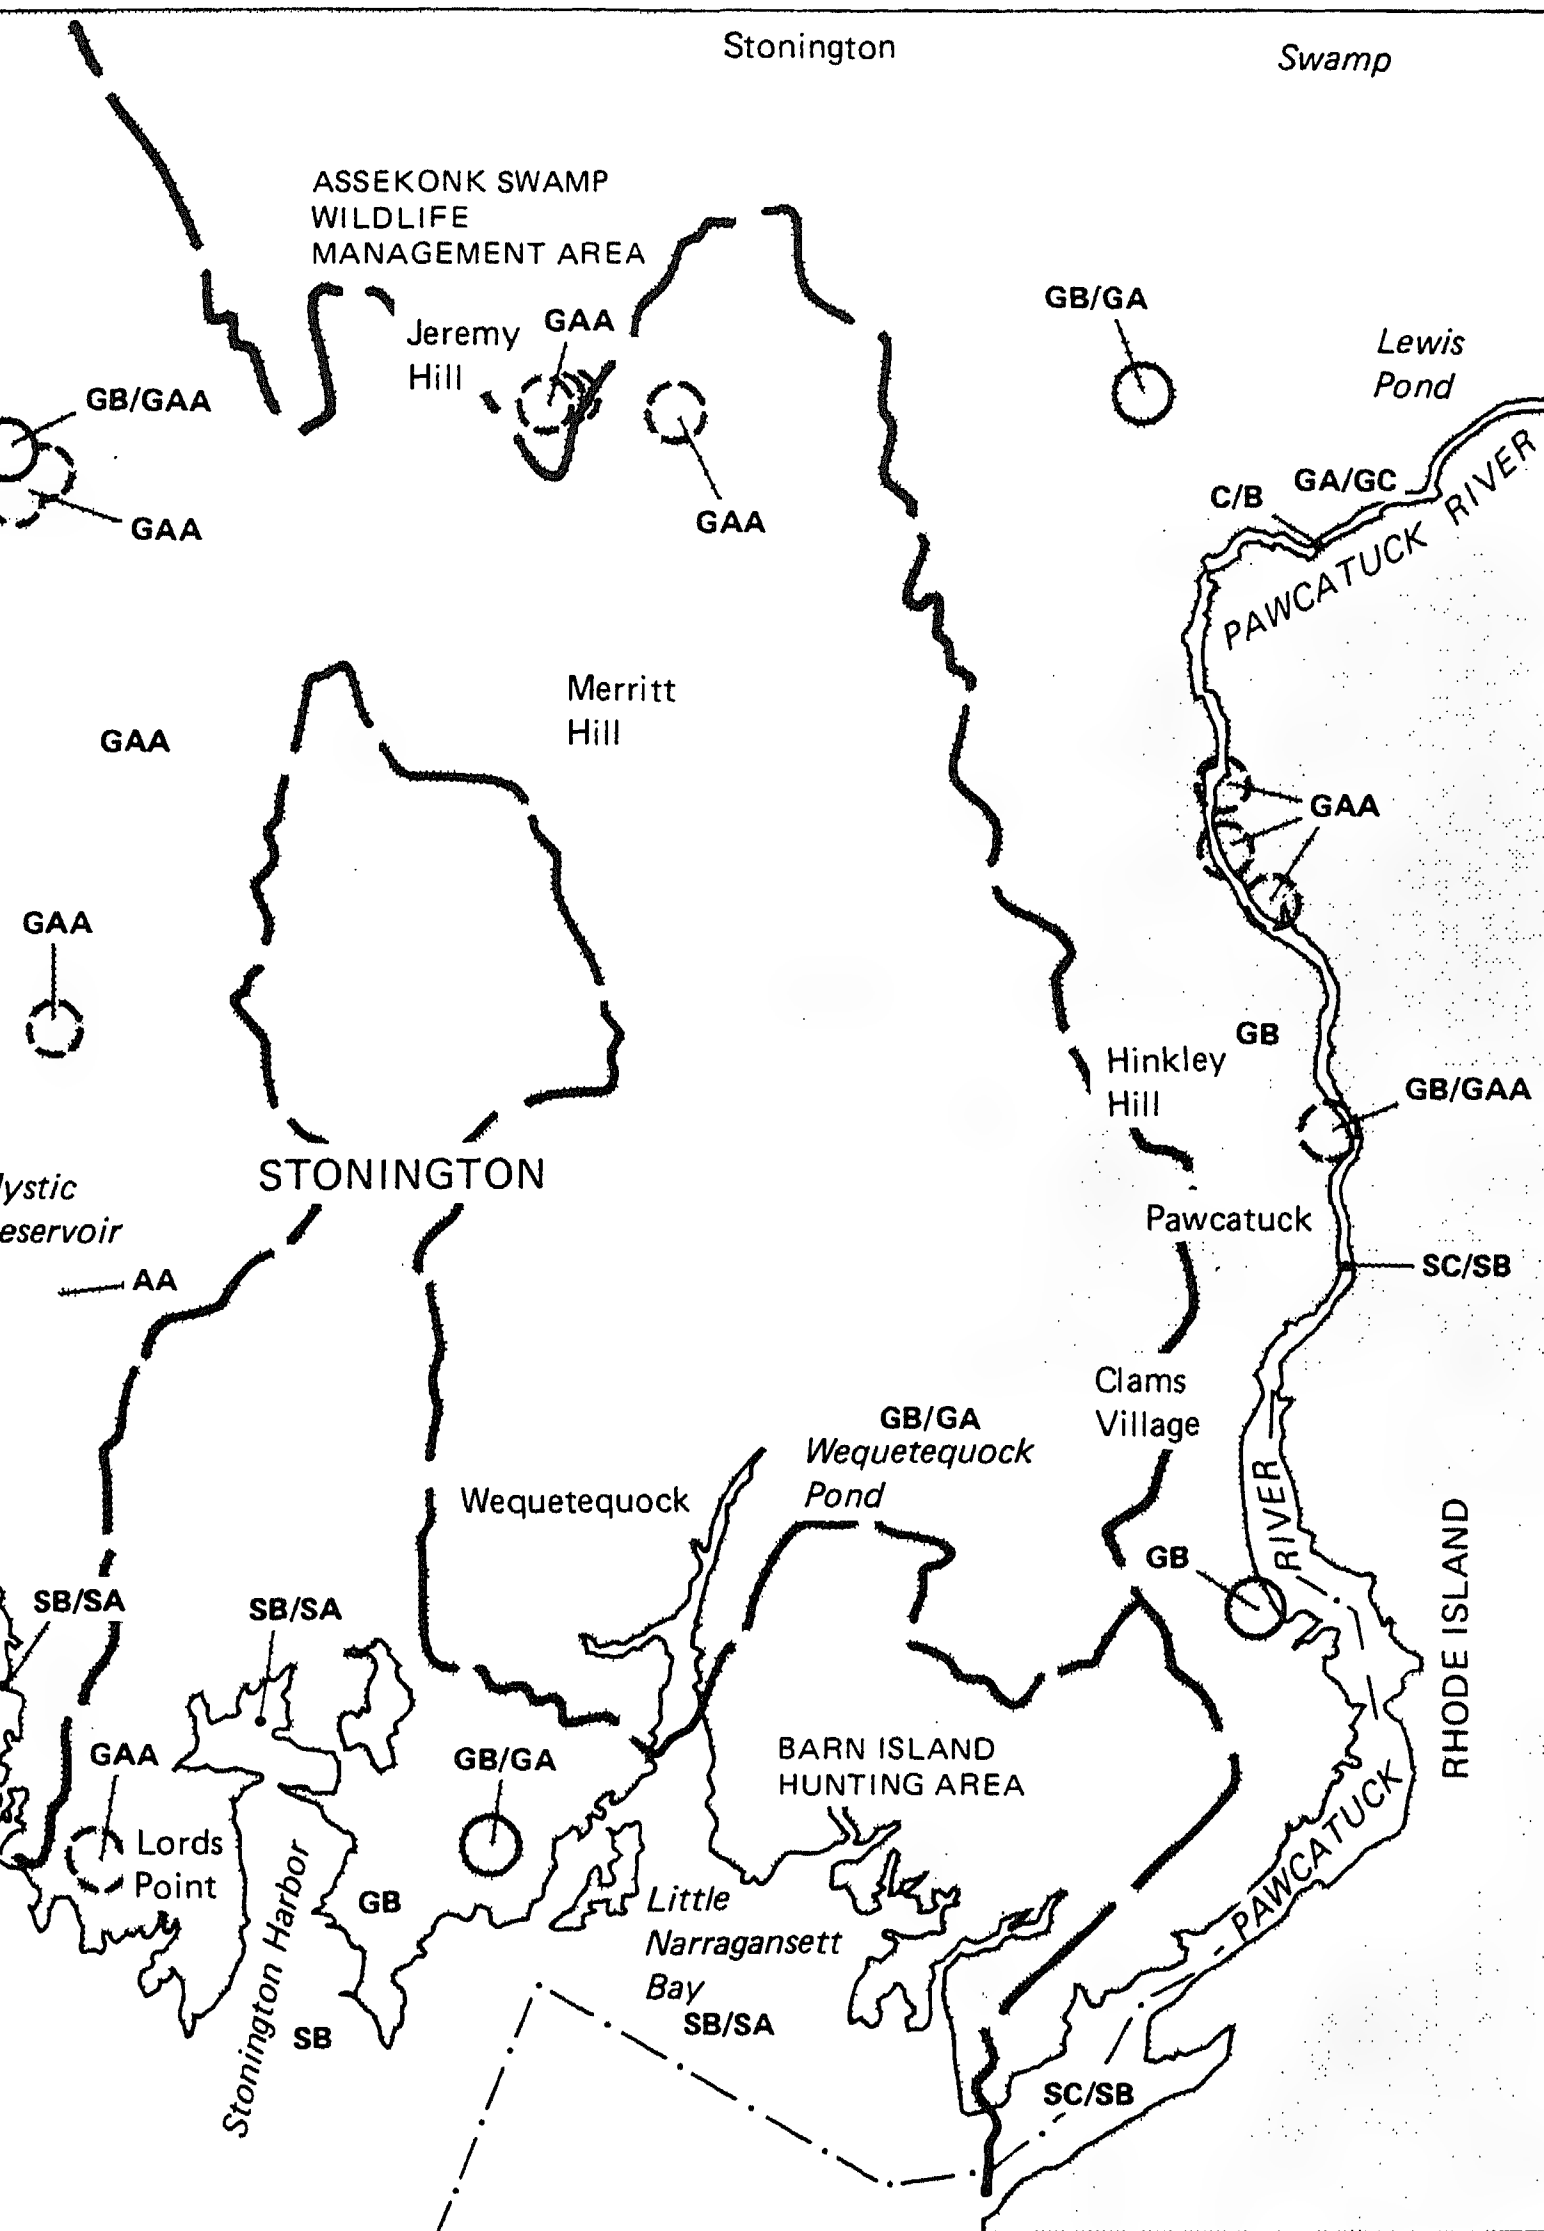 Stonington
Swamp
ASSEKONK SWAMP
WILDLIFE
MANAGEMENT AREA
GB/GA
Jeremy
Hill
GAA
Lewis
Pond
GB/GAA
GAA
GAA
GA/GC
C/B
PAWCATUCK RIVER
Merritt
Hill
GAA
GAA
GAA
GB
Hinkley
Hill
GB/GAA
STONINGTON
ystic
eservoir
Pawcatuck
AA
SC/SB
Clams
Village
GB/GA
Wequetequock
Pond
Wequetequock
RIVER
GB
SB/SA
SB/SA
RHODE ISLAND
GAA
GB/GA
BARN ISLAND
HUNTING AREA
PAWCATUCK
Lords
Point
Stonington Harbor
GB
Little
Narragansett
Bay
SB/SA
SB
SC/SB